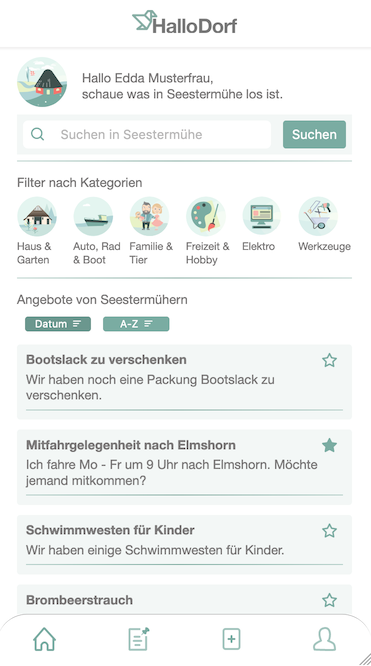 HalloDorf
Hallo Edda Musterfrau,
schaue was in Seestermühe los ist.
Suchen in Seestermühe
Suchen
Filter nach Kategorien
Haus & Garten
Auto, Rad & Boot
Familie & Tier
Freizeit & Hobby
Elektro
Werkzeuge
Angebote von Seestermühern
Datum
A-Z
Bootslack zu verschenken
Wir haben noch eine Packung Bootslack zu
verschenken.
Mitfahrgelegenheit nach Elmshorn
Ich fahre Mo - Fr um 9 Uhr nach Elmshorn. Möchte
jemand mitkommen?
Schwimmwesten für Kinder
Wir haben einige Schwimmwesten für Kinder.
Brombeerstrauch